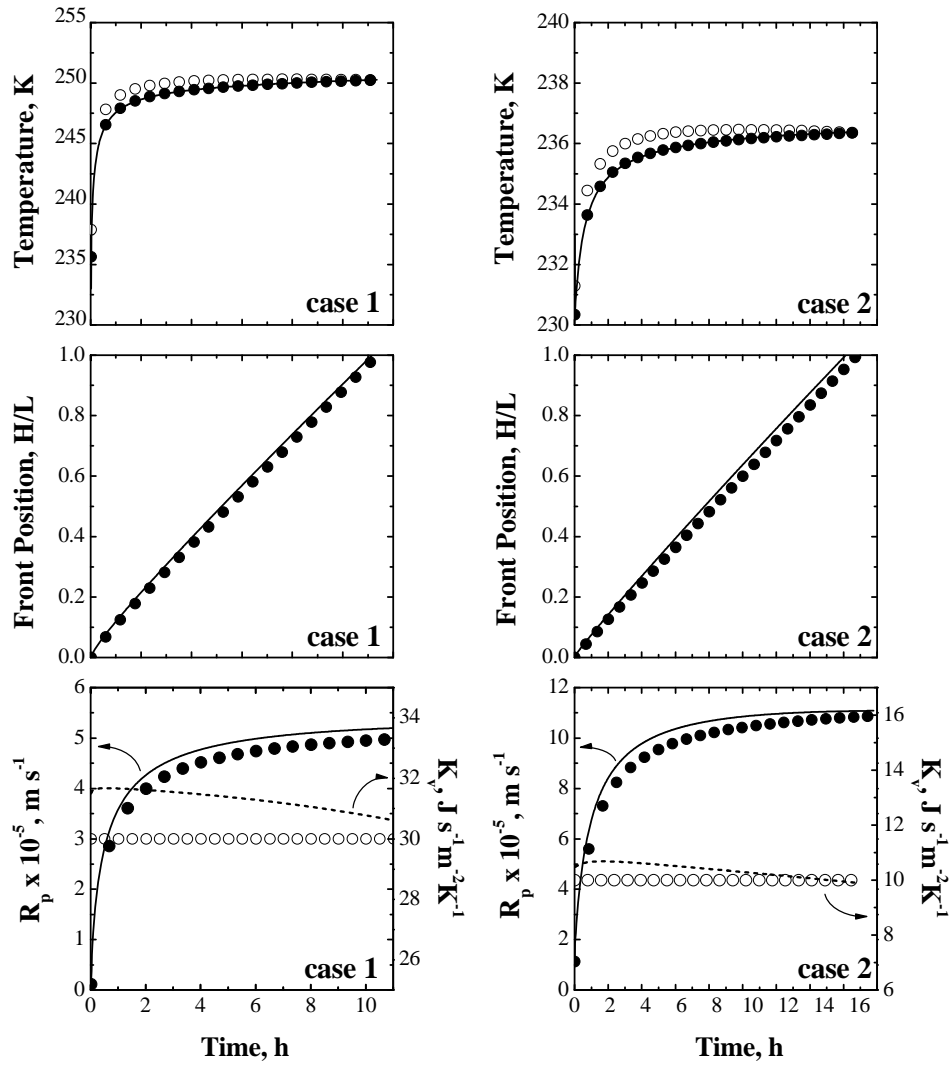 255
250
245
240
235
230
Temperature, K
case 1
240
238
236
234
232
230
Temperature, K
case 2
1.0
0.8
0.6
0.4
0.2
0.0
Front Position, H/L
case 1
1.0
0.8
0.6
0.4
0.2
0.0
Front Position, H/L
case 2
6
5
4
3
2
1
0
R_p x 10^-5, m s^-1
34
32
30
28
26
K_v, J s^-1 m^-2 K^-1
case 1
0 2 4 6 8 10
Time, h
12
10
8
6
4
2
0
R_p x 10^-5, m s^-1
16
14
12
10
8
6
K_v, J s^-1 m^-2 K^-1
case 2
0 2 4 6 8 10 12 14 16
Time, h